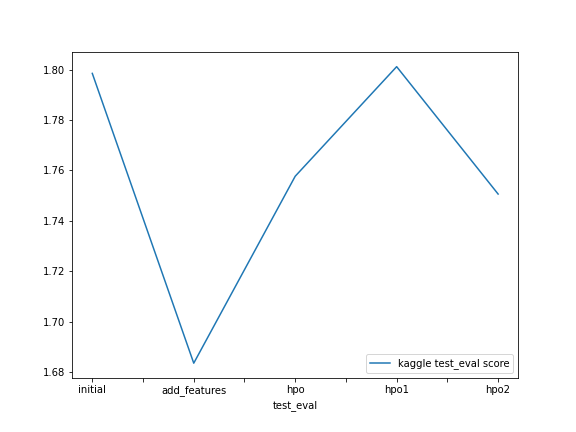 1.80
1.78
1.76
1.74
1.72
1.70
1.68
kaggle test_eval score
initial add_features hpo hpo1 hpo2
test_eval